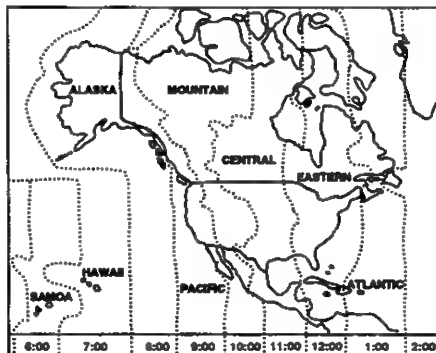 ALASKA MOUNTAIN
CENTRAL
EASTERN
HAWAII
SAMOA
PACIFIC
ATLANTIC
6:00 7:00 8:00 9:00 10:00 11:00 12:00 1:00 2:00